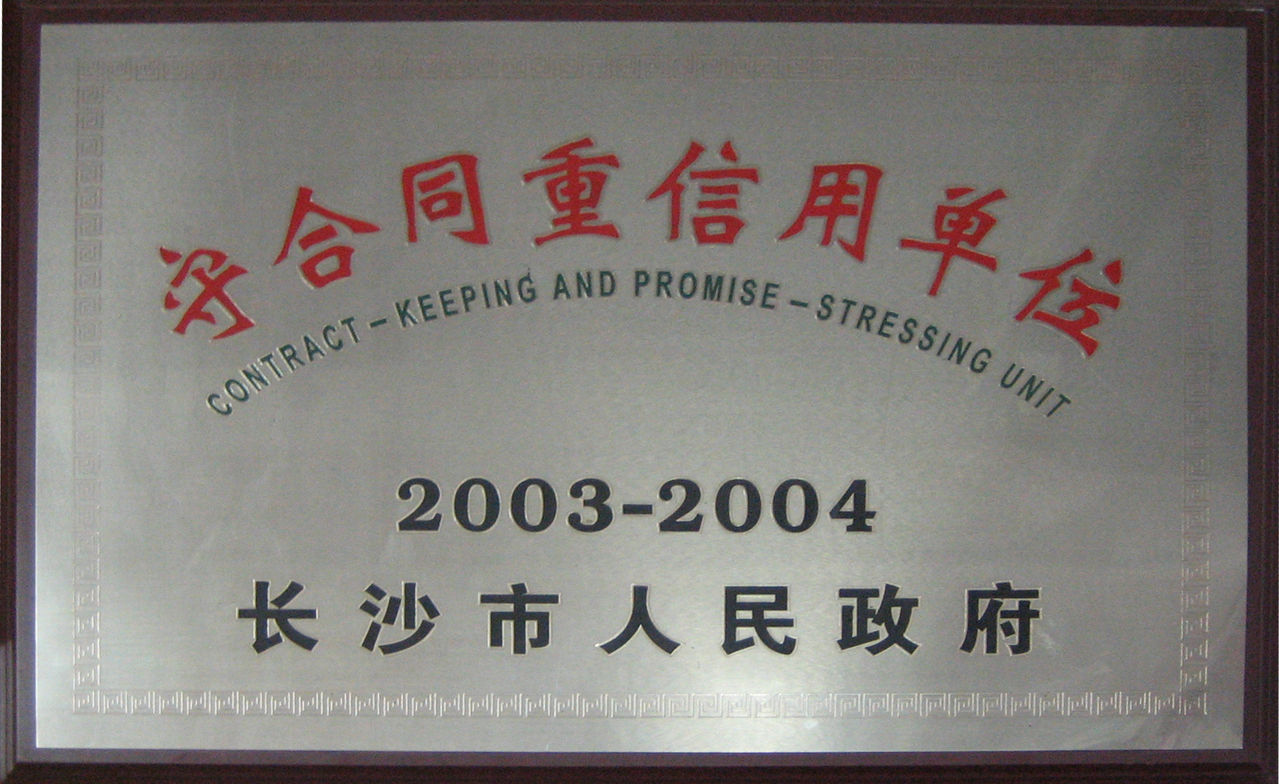 守合同重信用单位
CONTRACT-KEEPING AND PROMISE-STRESSING UNIT
2003-2004
长沙市人民政府